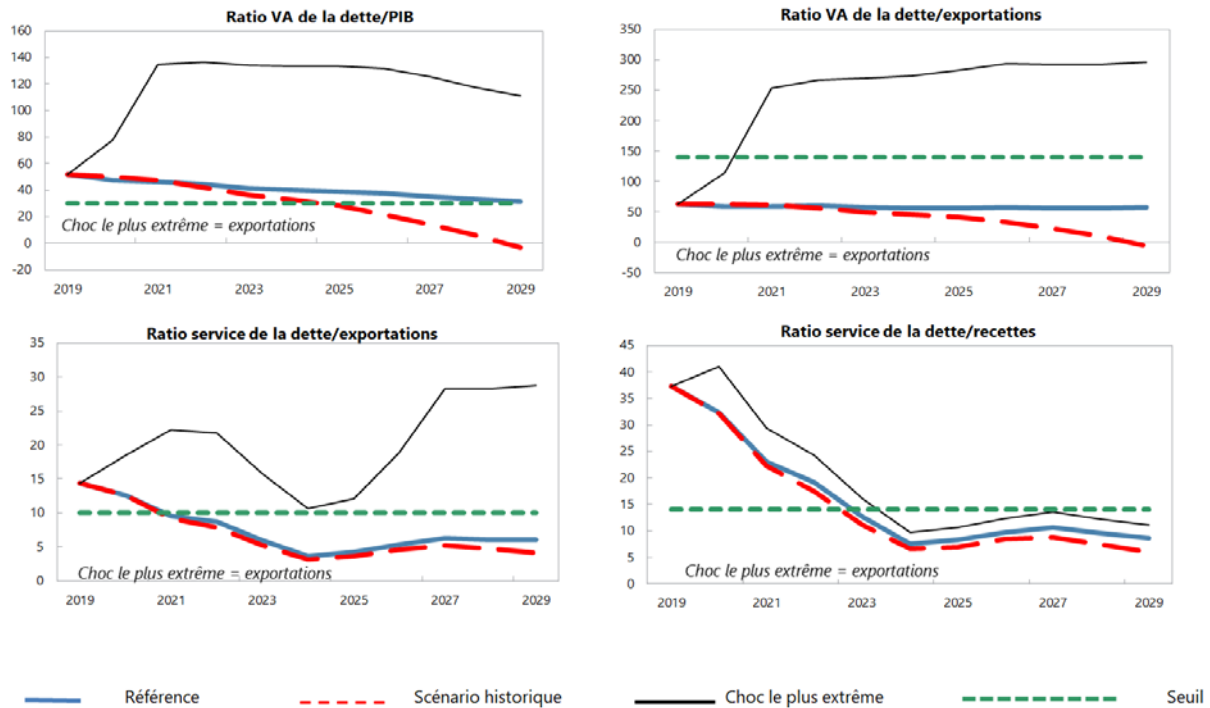 Ratio VA de la dette/PIB
160
140
120
100
80
60
40
20
0
-20
Choc le plus extrême = exportations
2019 2021 2023 2025 2027 2029
Ratio VA de la dette/exportations
350
300
250
200
150
100
50
0
-50
Choc le plus extrême = exportations
2019 2021 2023 2025 2027 2029
Ratio service de la dette/exportations
35
30
25
20
15
10
5
0
Choc le plus extrême = exportations
2019 2021 2023 2025 2027 2029
Ratio service de la dette/recettes
45
40
35
30
25
20
15
10
5
0
Choc le plus extrême = exportations
2019 2021 2023 2025 2027 2029
Référence Scénario historique Choc le plus extrême Seuil